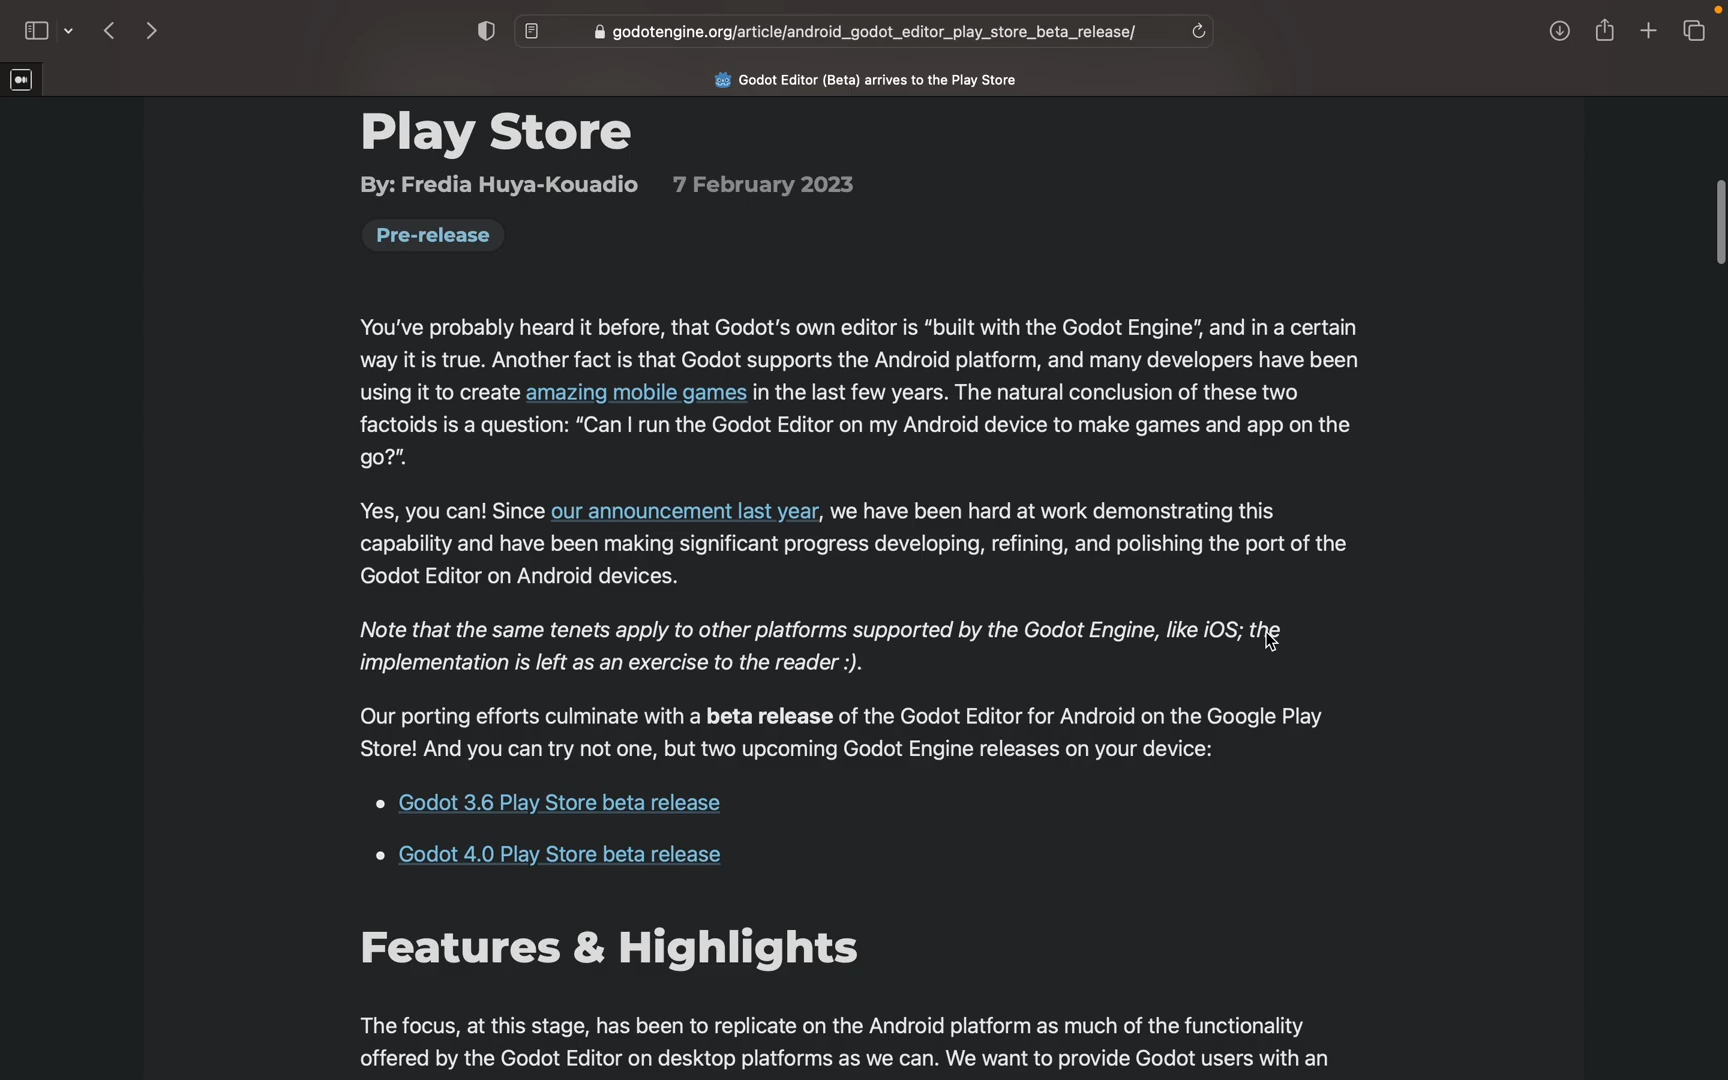 godotengine.org/article/android_godot_editor_play_store_beta_release/
Godot Editor (Beta) arrives to the Play Store
Play Store
By: Fredia Huya-Kouadio 7 February 2023
Pre-release
You’ve probably heard it before, that Godot’s own editor is “built with the Godot Engine”, and in a certain
way it is true. Another fact is that Godot supports the Android platform, and many developers have been
using it to create amazing mobile games in the last few years. The natural conclusion of these two
factoids is a question: “Can I run the Godot Editor on my Android device to make games and app on the
go?”.
Yes, you can! Since our announcement last year, we have been hard at work demonstrating this
capability and have been making significant progress developing, refining, and polishing the port of the
Godot Editor on Android devices.
Note that the same tenets apply to other platforms supported by the Godot Engine, like iOS; the
implementation is left as an exercise to the reader :).
Our porting efforts culminate with a beta release of the Godot Editor for Android on the Google Play
Store! And you can try not one, but two upcoming Godot Engine releases on your device:
• Godot 3.6 Play Store beta release
• Godot 4.0 Play Store beta release
Features & Highlights
The focus, at this stage, has been to replicate on the Android platform as much of the functionality
offered by the Godot Editor on desktop platforms as we can. We want to provide Godot users with an